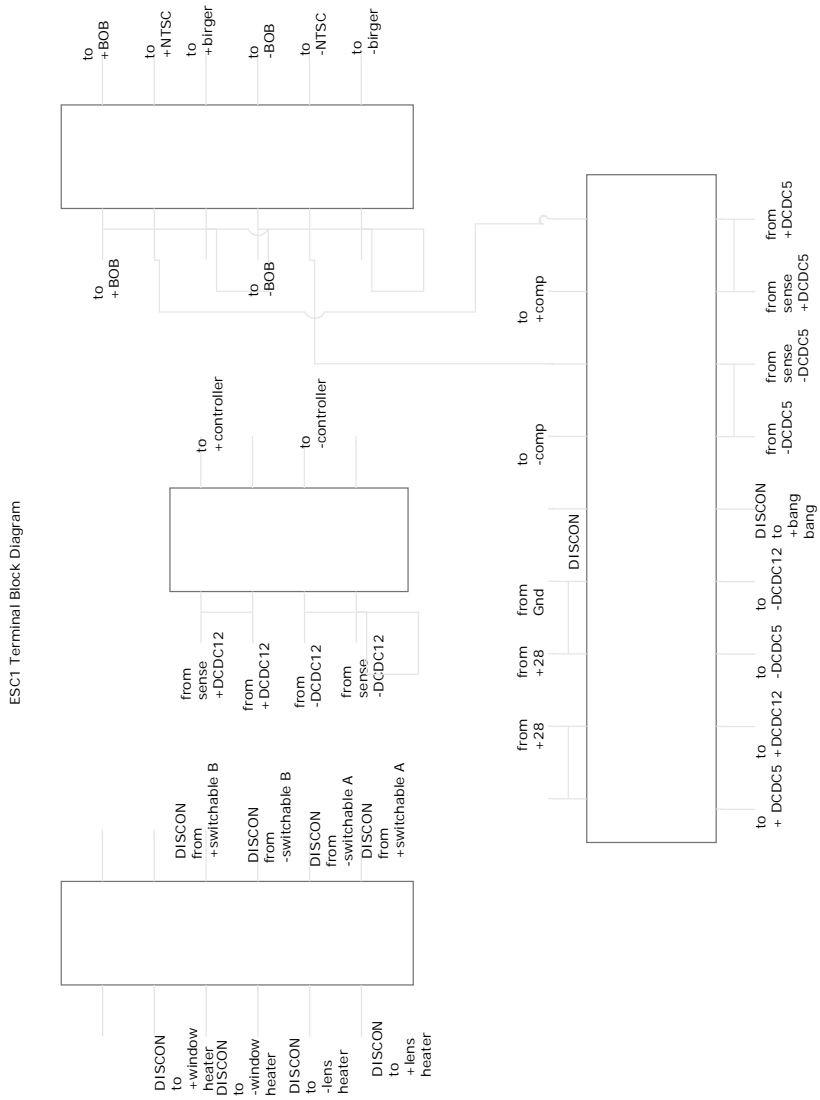 ESC1 Terminal Block Diagram
to
+BOB
to
+NTSC
to
+birger
to
-BOB
to
-NTSC
to
-birger
to
+BOB
to
-BOB
to
+controller
to
-controller
from
sense
+DCDC12
from
+DCDC12
from
-DCDC12
from
sense
-DCDC12
DISCON
from
+switchable B
DISCON
from
-switchable B
DISCON
from
-switchable A
DISCON
from
+switchable A
DISCON
to
+window
heater
DISCON
to
-window
heater
DISCON
to
-lens
heater
DISCON
to
+lens
heater
to
+comp
to
-comp
DISCON
from
Gnd
from
+28
from
+28
from
+DCDC5
from
sense
+DCDC5
from
sense
-DCDC5
from
-DCDC5
DISCON
to
+bang
bang
to
-DCDC12
to
-DCDC5
to
+DCDC12
to
+ DCDC5